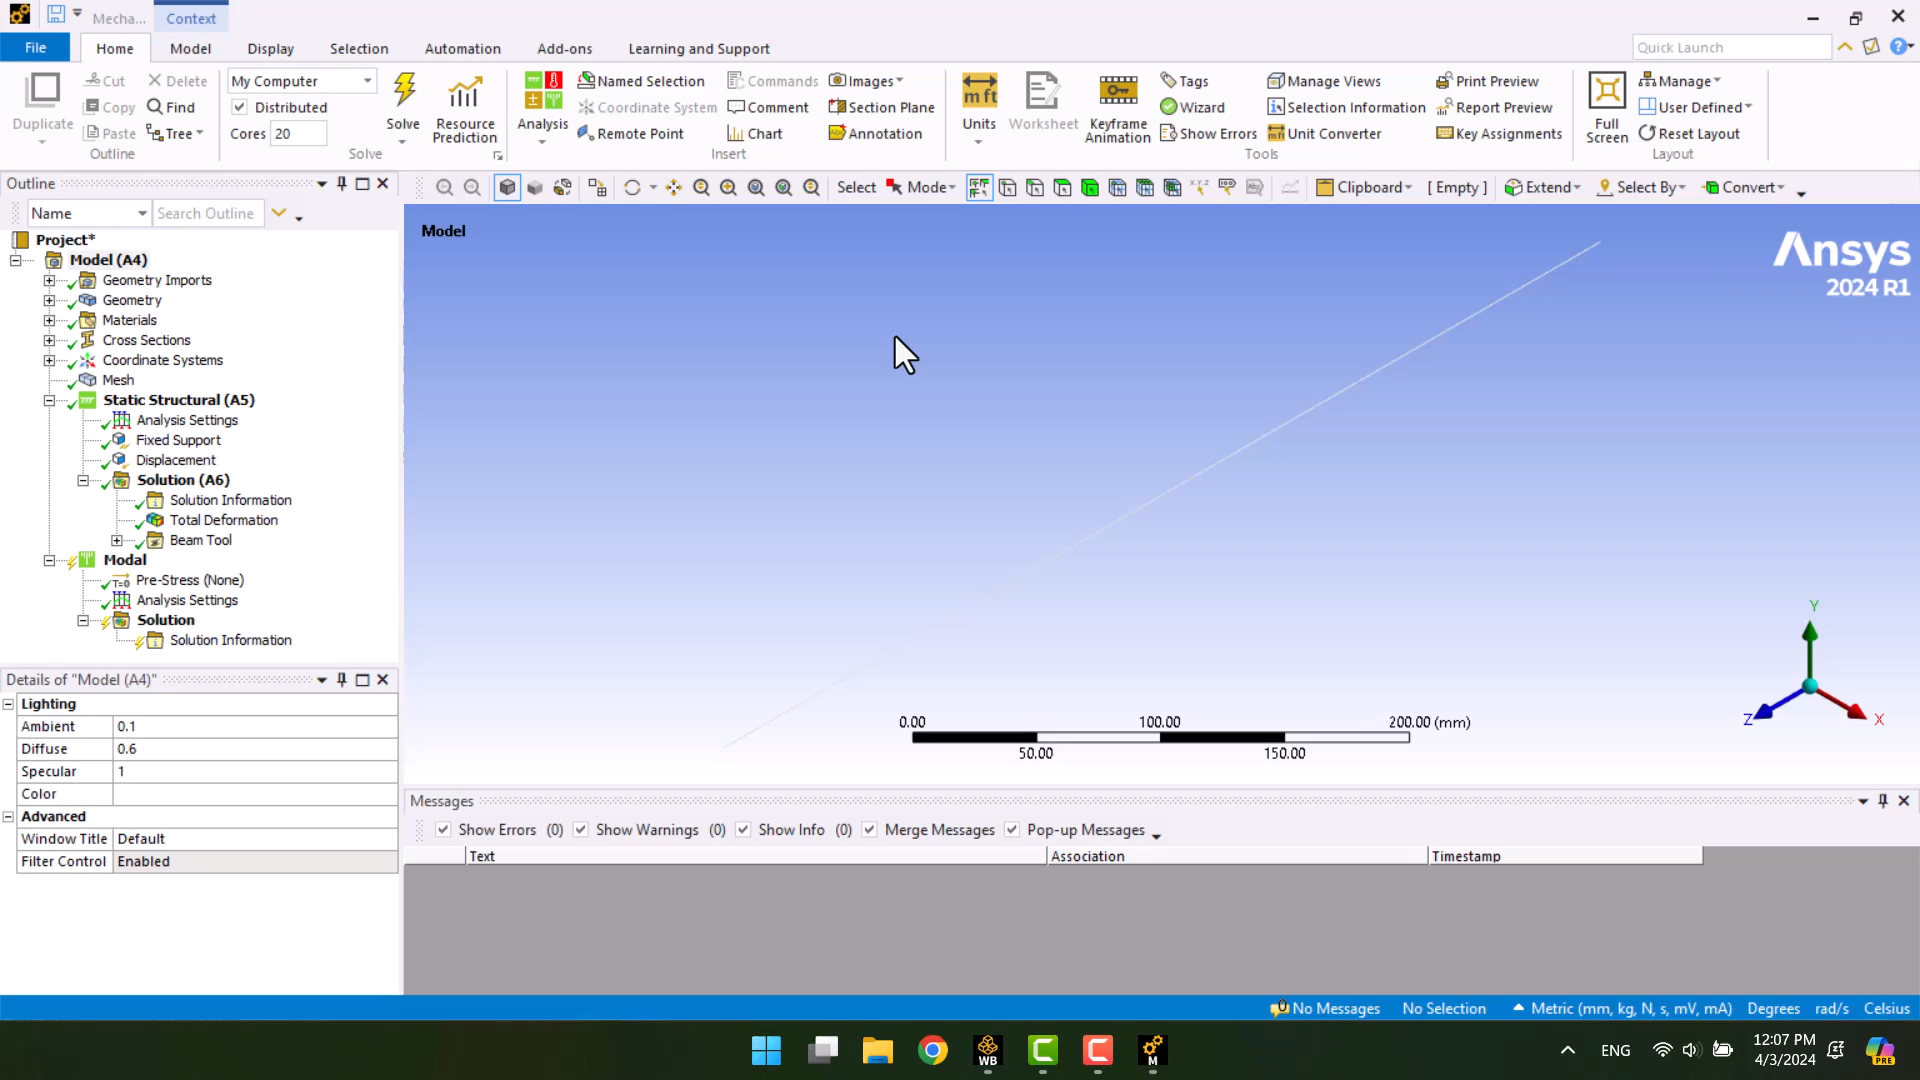 Mecha...
Context
File
Home
Model
Display
Selection
Automation
Add-ons
Learning and Support
Quick Launch
Duplicate
Cut
Copy
Paste
Delete
Find
Tree
Outline
My Computer
Distributed
Cores 20
Solve
Resource
Prediction
Solve
Analysis
Named Selection
Coordinate System
Remote Point
Commands
Comment
Chart
Images
Section Plane
Annotation
Insert
Units
Worksheet
Keyframe
Animation
Tags
Wizard
Show Errors
Manage Views
Selection Information
Unit Converter
Print Preview
Report Preview
Key Assignments
Tools
Full
Screen
Manage
User Defined
Reset Layout
Layout
Outline
Select
Mode
Clipboard
[ Empty ]
Extend
Select By
Convert
Name
Search Outline
Project*
Model (A4)
Geometry Imports
Geometry
Materials
Cross Sections
Coordinate Systems
Mesh
Static Structural (A5)
Analysis Settings
Fixed Support
Displacement
Solution (A6)
Solution Information
Total Deformation
Beam Tool
Modal
Pre-Stress (None)
Analysis Settings
Solution
Solution Information
Model
Ansys
2024 R1
Y
Z
X
0.00
100.00
200.00 (mm)
50.00
150.00
Details of "Model (A4)"
Lighting
Ambient 0.1
Diffuse 0.6
Specular 1
Color
Advanced
Window Title Default
Filter Control Enabled
Messages
Show Errors (0)
Show Warnings (0)
Show Info (0)
Merge Messages
Pop-up Messages
Text
Association
Timestamp
No Messages
No Selection
Metric (mm, kg, N, s, mV, mA)
Degrees
rad/s
Celsius
WB
M
ENG
12:07 PM
4/3/2024
PRE